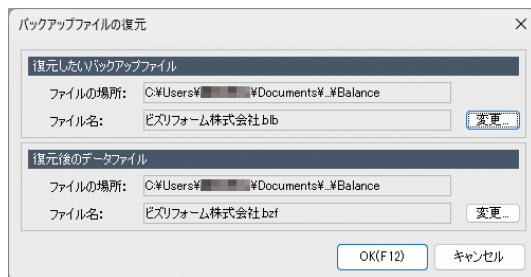 バックアップファイルの復元
復元したいバックアップファイル
ファイルの場所: C:¥Users¥ ¥Documents¥_¥Balance
ファイル名: ビズリフォーム株式会社.blb 変更...
復元後のデータファイル
ファイルの場所: C:¥Users¥ ¥Documents¥_¥Balance
ファイル名: ビズリフォーム株式会社.bzf 変更...
OK(F12) キャンセル